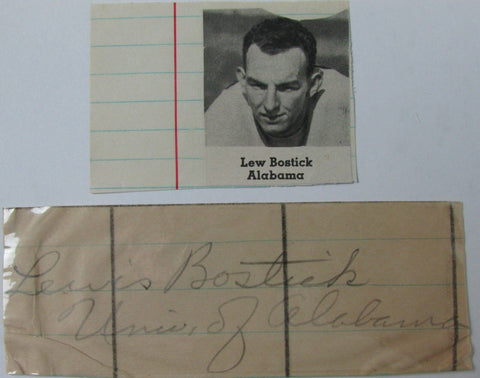 Lew Bostick
Alabama
Lewis Bostick
Univ. of Alabama